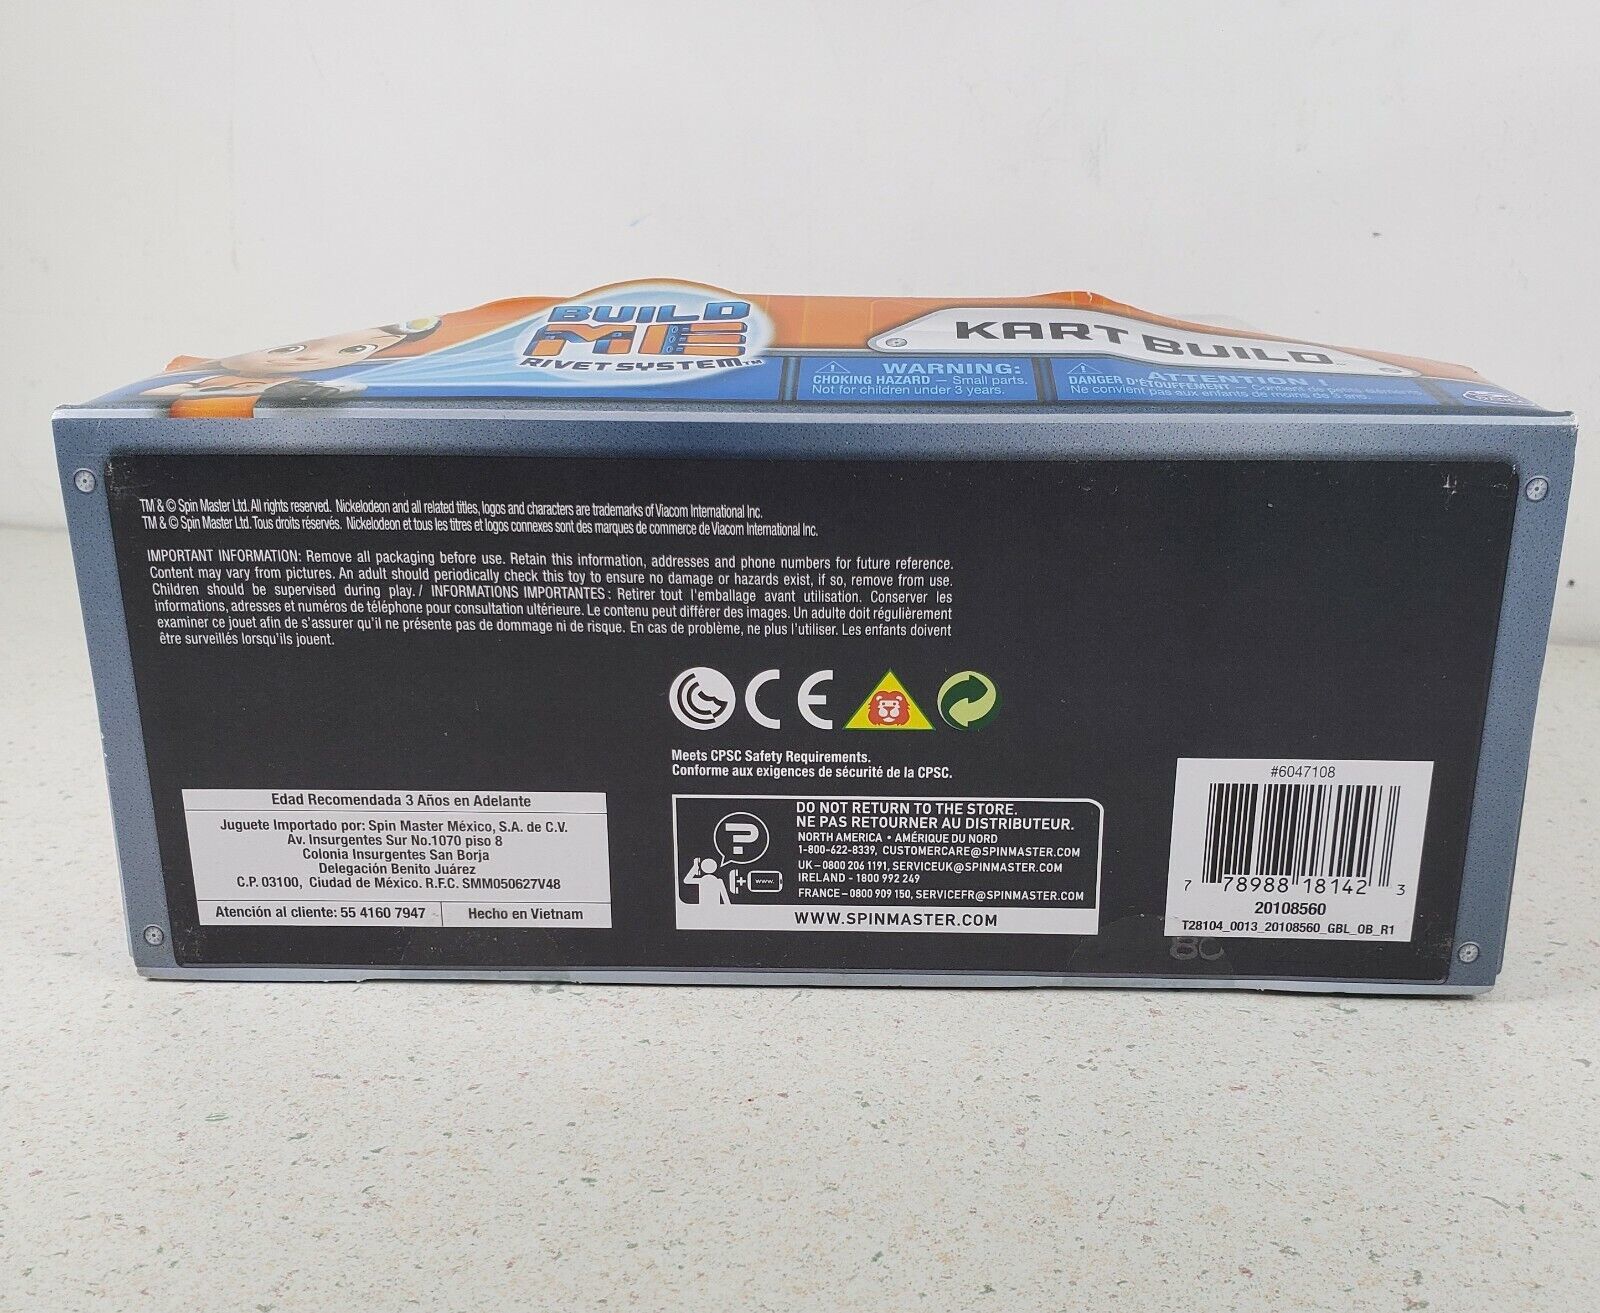 BUILD
ME
RIVET SYSTEM™
KART BUILD™
WARNING:
CHOKING HAZARD — Small parts.
Not for children under 3 years.
ATTENTION !
DANGER D'ÉTOUFFEMENT — Contient de petits éléments.
Ne convient pas aux enfants de moins de 3 ans.
TM & © Spin Master Ltd. All rights reserved. Nickelodeon and all related titles, logos and characters are trademarks of Viacom International Inc.
TM & © Spin Master Ltd. Tous droits réservés. Nickelodeon et tous les titres et logos connexes sont des marques de commerce de Viacom International Inc.
IMPORTANT INFORMATION: Remove all packaging before use. Retain this information, addresses and phone numbers for future reference.
Content may vary from pictures. An adult should periodically check this toy to ensure no damage or hazards exist, if so, remove from use.
Children should be supervised during play. / INFORMATIONS IMPORTANTES : Retirer tout l'emballage avant utilisation. Conserver les
informations, adresses et numéros de téléphone pour consultation ultérieure. Le contenu peut différer des images. Un adulte doit régulièrement
examiner ce jouet afin de s'assurer qu'il ne présente pas de dommage ni de risque. En cas de problème, ne plus l'utiliser. Les enfants doivent
être surveillés lorsqu'ils jouent.
CE
Meets CPSC Safety Requirements.
Conforme aux exigences de sécurité de la CPSC.
Edad Recomendada 3 Años en Adelante
Juguete Importado por: Spin Master México, S.A. de C.V.
Av. Insurgentes Sur No.1070 piso 8
Colonia Insurgentes San Borja
Delegación Benito Juárez
C.P. 03100, Ciudad de México. R.F.C. SMM050627V48
Atención al cliente: 55 4160 7947
Hecho en Vietnam
?
www.
DO NOT RETURN TO THE STORE.
NE PAS RETOURNER AU DISTRIBUTEUR.
NORTH AMERICA • AMÉRIQUE DU NORD
1-800-622-8339, CUSTOMERCARE@SPINMASTER.COM
UK – 0800 206 1191, SERVICEUK@SPINMASTER.COM
IRELAND - 1800 992 249
FRANCE – 0800 909 150, SERVICEFR@SPINMASTER.COM
WWW.SPINMASTER.COM
#6047108
7 78988 18142 3
20108560
T28104_0013_20108560_GBL_OB_R1